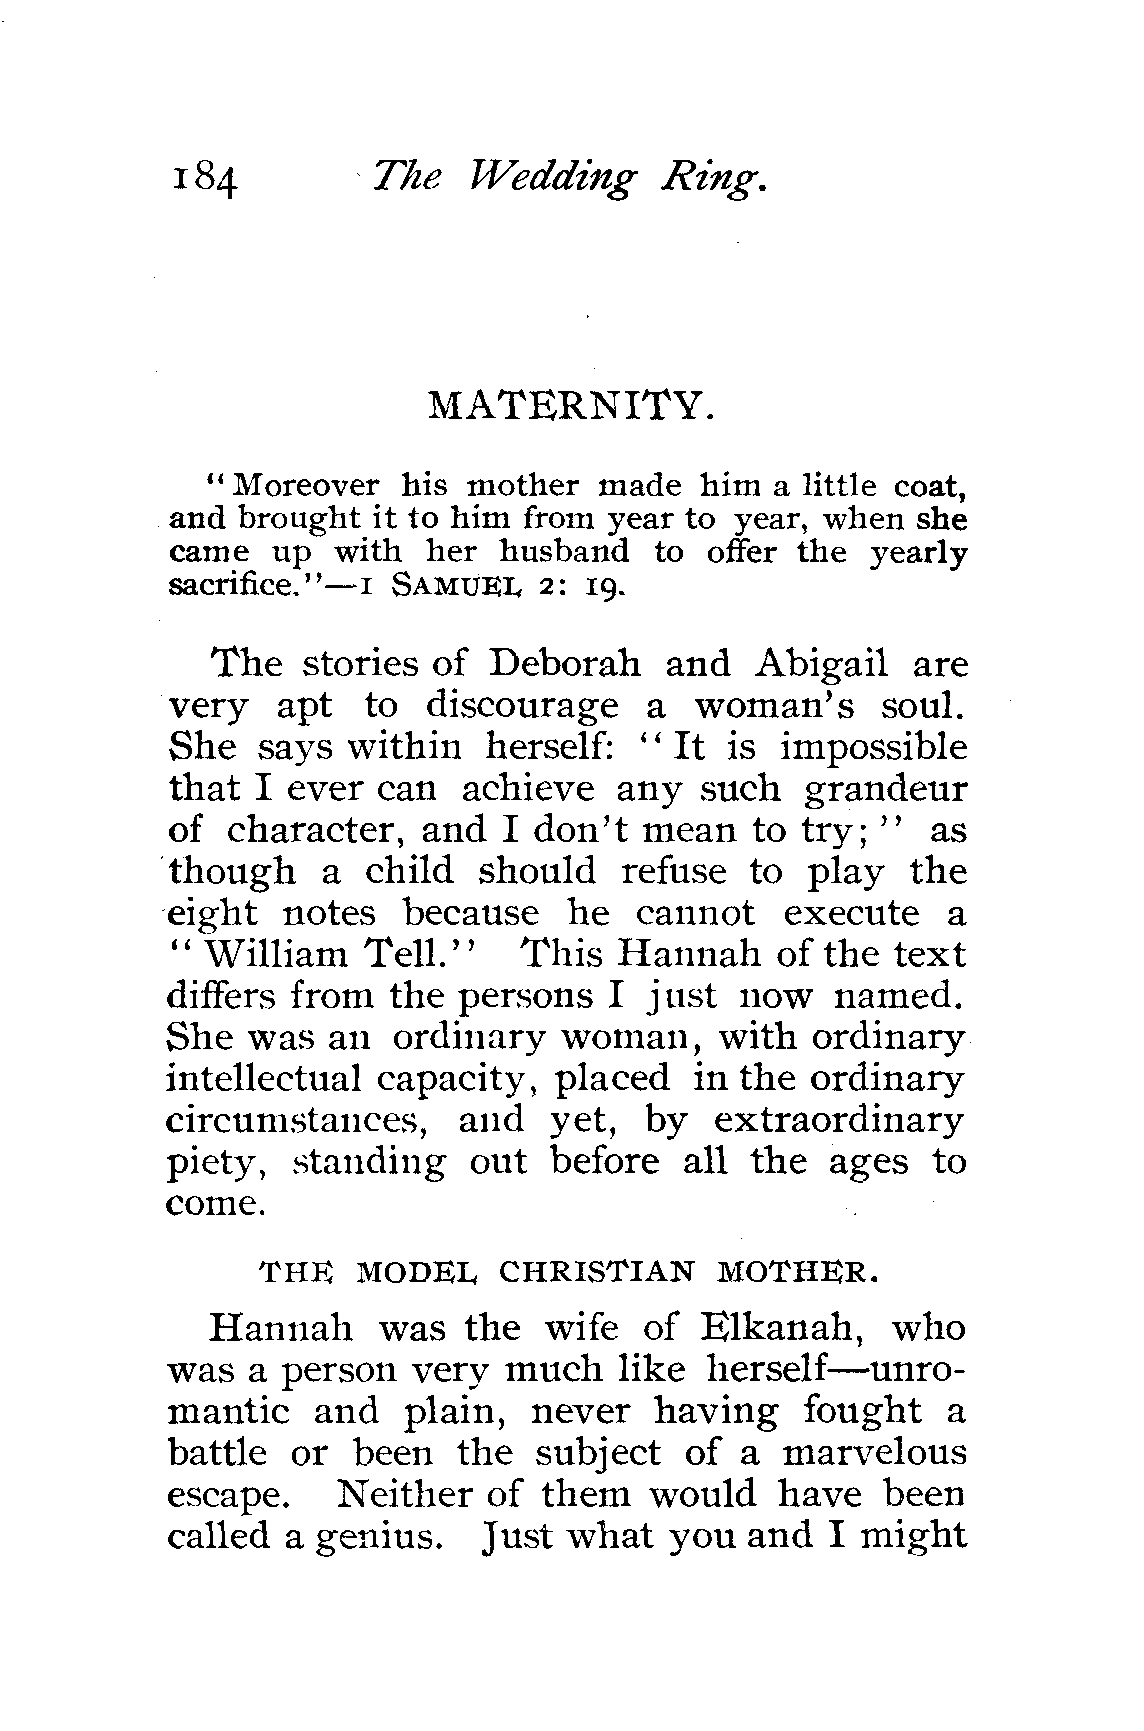 184 The Wedding Ring.
MATERNITY.
“Moreover his mother made him a little coat,
and brought it to him from year to year, when she
came up with her husband to offer the yearly
sacrifice.”—1 SAMUEL 2: 19.
The stories of Deborah and Abigail are
very apt to discourage a woman’s soul.
She says within herself: “It is impossible
that I ever can achieve any such grandeur
of character, and I don’t mean to try;” as
though a child should refuse to play the
eight notes because he cannot execute a
“William Tell.” This Hannah of the text
differs from the persons I just now named.
She was an ordinary woman, with ordinary
intellectual capacity, placed in the ordinary
circumstances, and yet, by extraordinary
piety, standing out before all the ages to
come.
THE MODEL CHRISTIAN MOTHER.
Hannah was the wife of Elkanah, who
was a person very much like herself—unro-
mantic and plain, never having fought a
battle or been the subject of a marvelous
escape. Neither of them would have been
called a genius. Just what you and I might